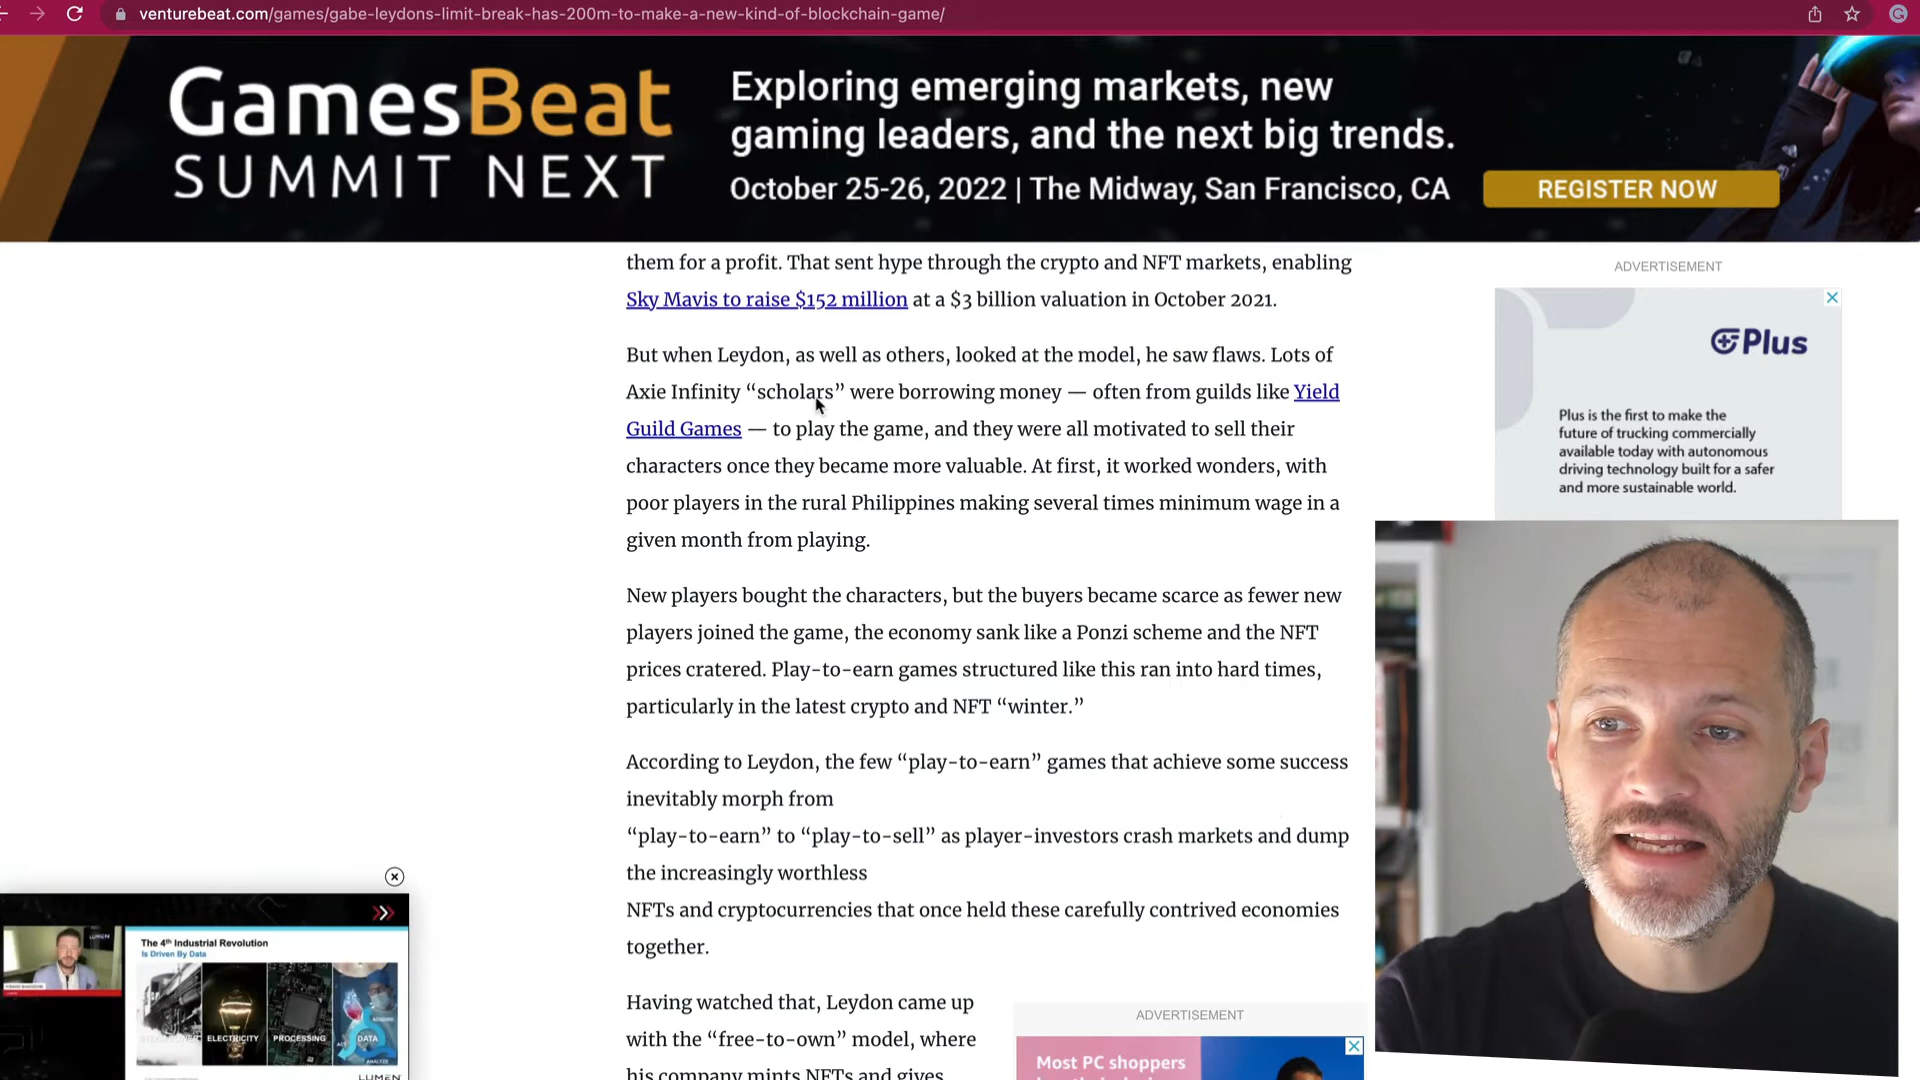 venturebeat.com/games/gabe-leydons-limit-break-has-200m-to-make-a-new-kind-of-blockchain-game/
GamesBeat
SUMMIT NEXT
Exploring emerging markets, new
gaming leaders, and the next big trends.
October 25-26, 2022 | The Midway, San Francisco, CA
REGISTER NOW
them for a profit. That sent hype through the crypto and NFT markets, enabling
Sky Mavis to raise $152 million at a $3 billion valuation in October 2021.
But when Leydon, as well as others, looked at the model, he saw flaws. Lots of
Axie Infinity “scholars” were borrowing money — often from guilds like Yield
Guild Games — to play the game, and they were all motivated to sell their
characters once they became more valuable. At first, it worked wonders, with
poor players in the rural Philippines making several times minimum wage in a
given month from playing.
New players bought the characters, but the buyers became scarce as fewer new
players joined the game, the economy sank like a Ponzi scheme and the NFT
prices cratered. Play-to-earn games structured like this ran into hard times,
particularly in the latest crypto and NFT “winter.”
According to Leydon, the few “play-to-earn” games that achieve some success
inevitably morph from
“play-to-earn” to “play-to-sell” as player-investors crash markets and dump
the increasingly worthless
NFTs and cryptocurrencies that once held these carefully contrived economies
together.
Having watched that, Leydon came up
with the “free-to-own” model, where
his company mints NFTs and gives
ADVERTISEMENT
Plus
Plus is the first to make the
future of trucking commercially
available today with autonomous
driving technology built for a safer
and more sustainable world.
ADVERTISEMENT
Most PC shoppers
The 4th Industrial Revolution
Is Driven By Data
ELECTRICITY
PROCESSING
DATA
ANALYZE
LUMEN